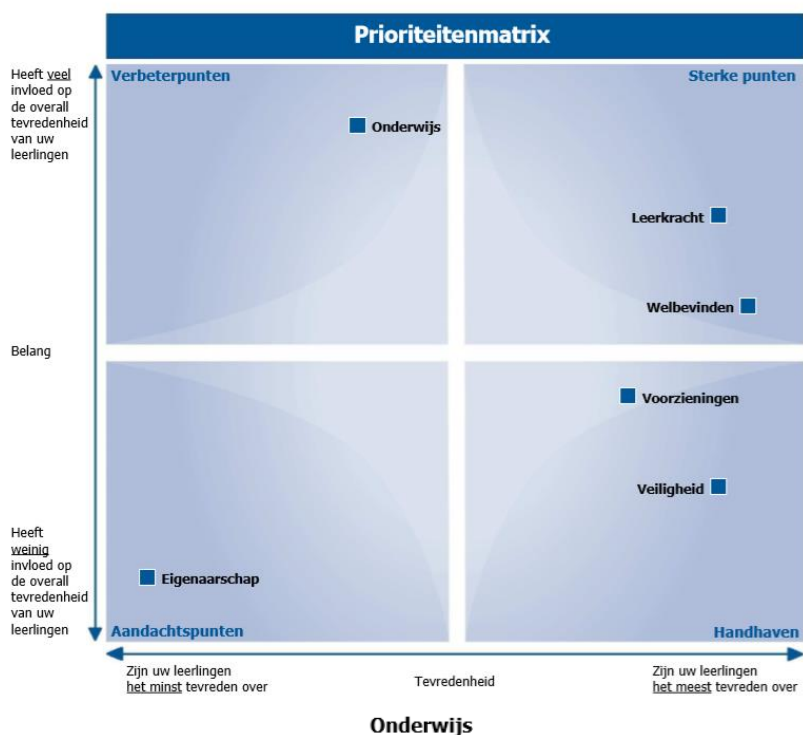 Prioriteitenmatrix
Heeft veel
invloed op
de overall
tevredenheid
van uw
leerlingen
Verbeterpunten
Sterke punten
Onderwijs
Leerkracht
Welbevinden
Belang
Voorzieningen
Veiligheid
Heeft
weinig
invloed op
de overall
tevredenheid
van uw
leerlingen
Eigenaarschap
Aandachtspunten
Handhaven
Zijn uw leerlingen
het minst tevreden over
Tevredenheid
Zijn uw leerlingen
het meest tevreden over
Onderwijs